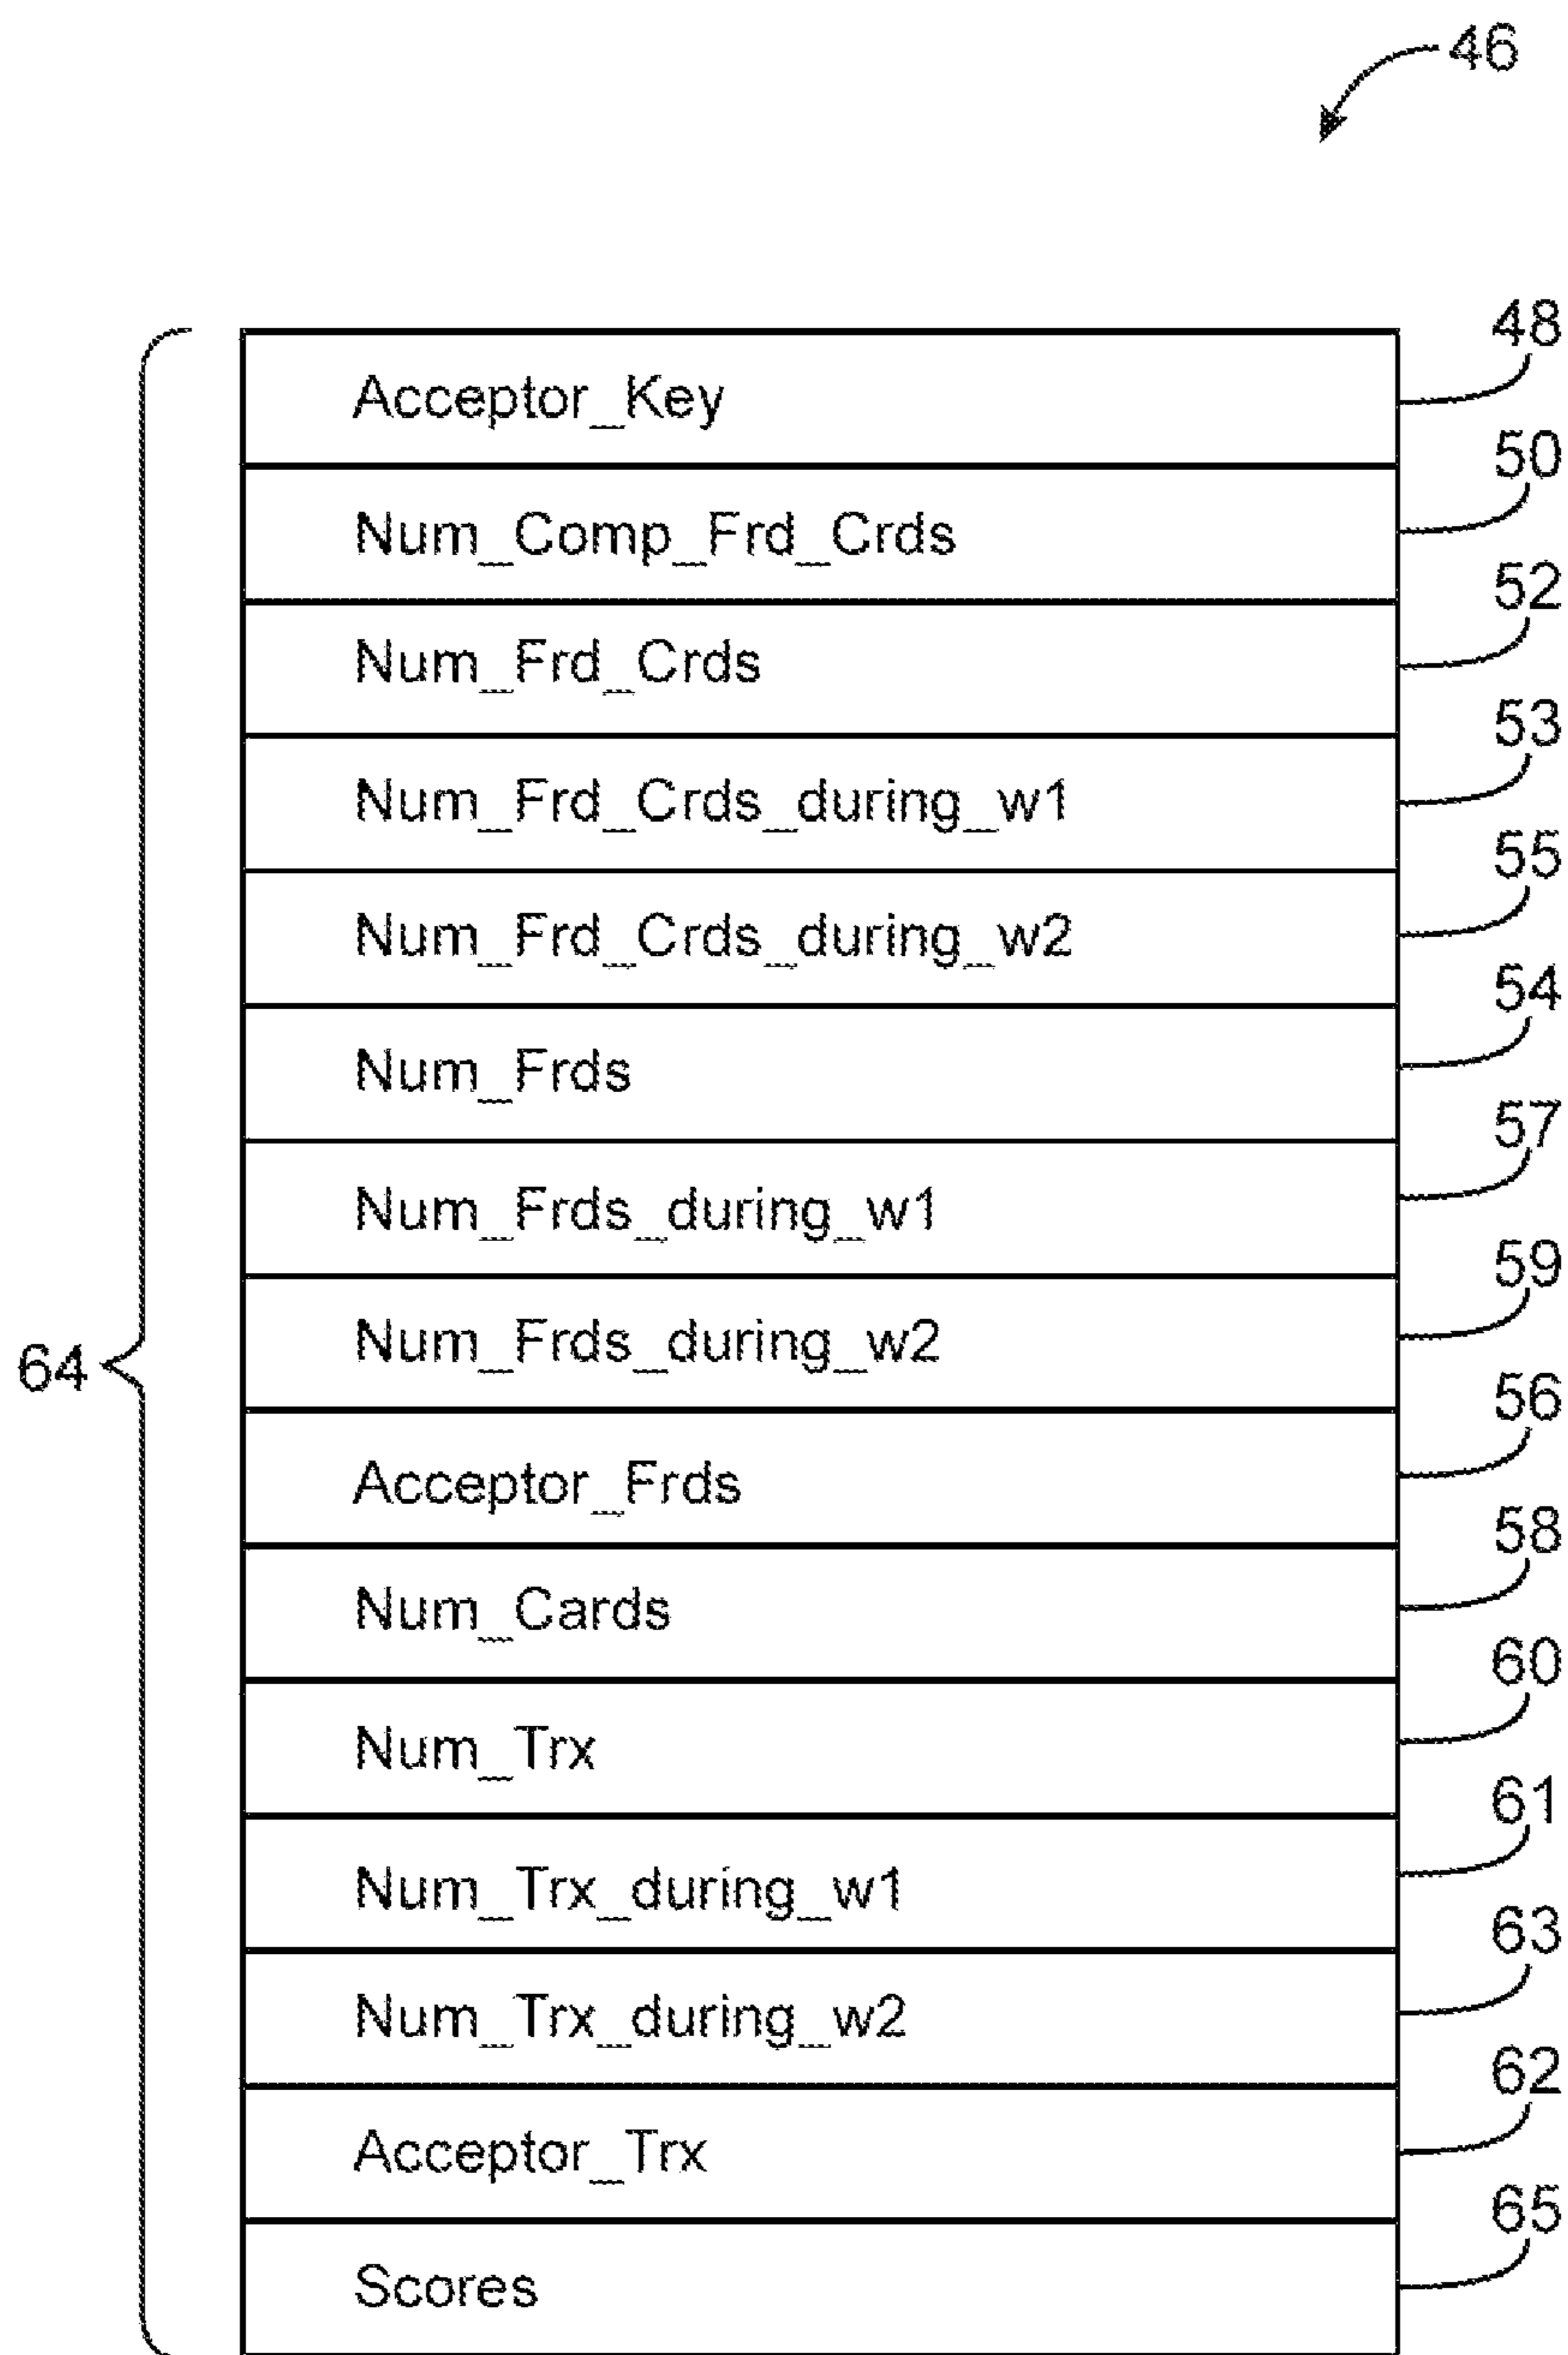 46
48
Acceptor_Key
50
Num_Comp_Frd_Crds
52
Num_Frd_Crds
53
Num_Frd_Crds_during_w1
55
Num_Frd_Crds_during_w2
54
Num_Frds
57
Num_Frds_during_w1
59
Num_Frds_during_w2
64
56
Acceptor_Frds
58
Num_Cards
60
Num_Trx
61
Num_Trx_during_w1
63
Num_Trx_during_w2
62
Acceptor_Trx
65
Scores